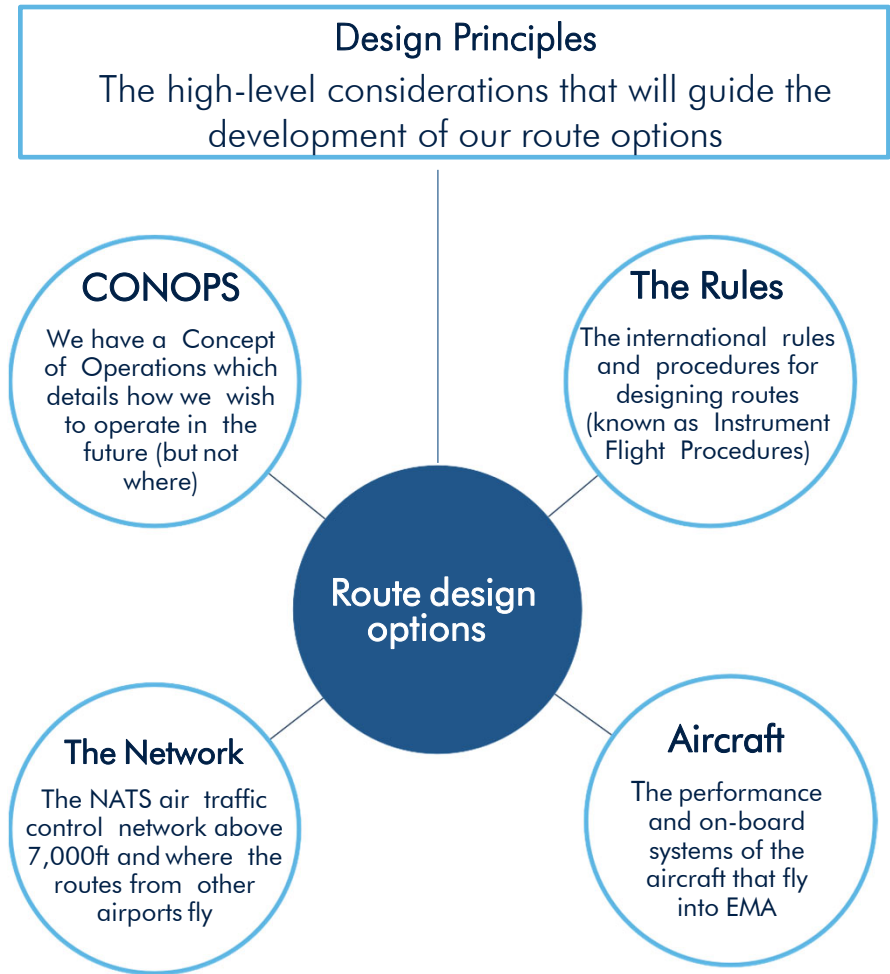 Design Principles
The high-level considerations that will guide the
development of our route options
CONOPS
We have a Concept
of Operations which
details how we wish
to operate in the
future (but not
where)
The Rules
The international rules
and procedures for
designing routes
(known as Instrument
Flight Procedures)
Route design
options
The Network
The NATS air traffic
control network above
7,000ft and where the
routes from other
airports fly
Aircraft
The performance
and on-board
systems of the
aircraft that fly
into EMA